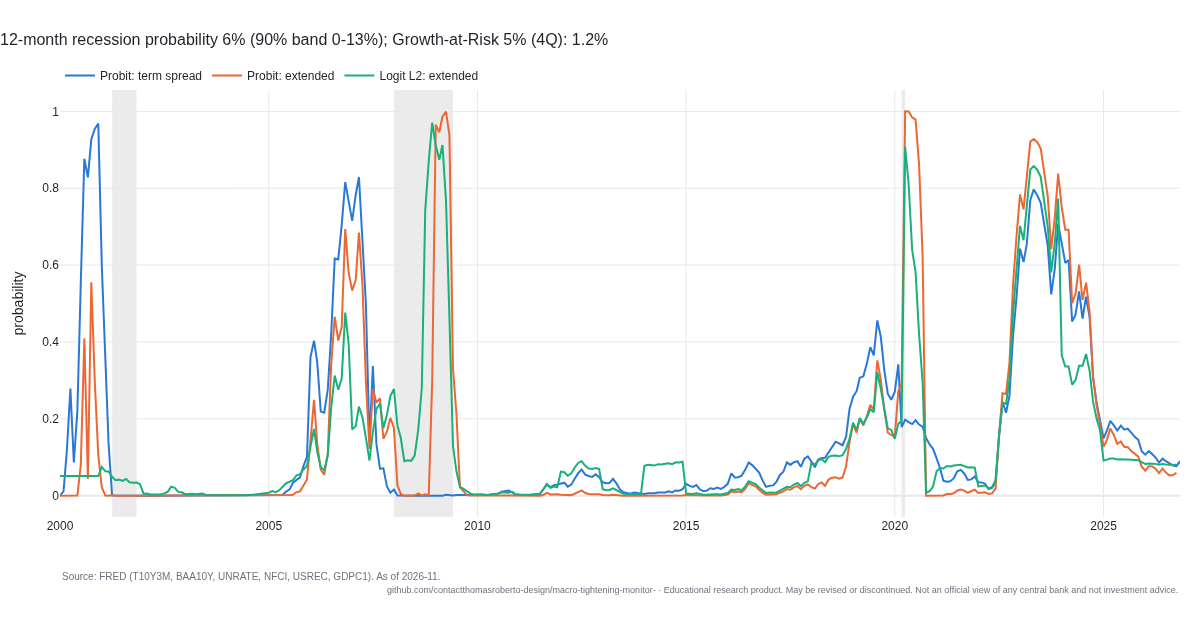 12-month recession probability 6% (90% band 0-13%); Growth-at-Risk 5% (4Q): 1.2%
Probit: term spread Probit: extended Logit L2: extended
probability
1
0.8
0.6
0.4
0.2
0
2000 2005 2010 2015 2020 2025
Source: FRED (T10Y3M, BAA10Y, UNRATE, NFCI, USREC, GDPC1). As of 2026-11.
github.com/contactthomasroberto-design/macro-tightening-monitor- · Educational research product. May be revised or discontinued. Not an official view of any central bank and not investment advice.